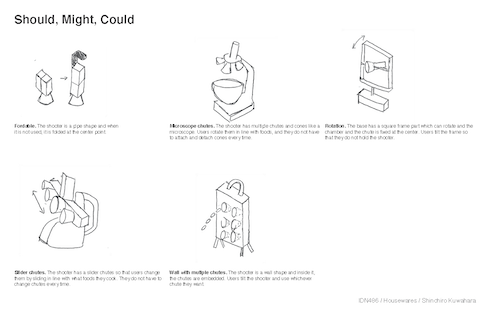 Should, Might, Could
Fordable. The shooter is a pipe shape and when
it is not used, it is folded at the center point.
Microscope chutes. The shooter has multiple chutes and cones like a
microscope. Users rotate them in line with foods, and they do not have
to attach and detach cones every time.
Rotation. The base has a square frame part which can rotate and the
chamber and the chute is fixed at the center. Users tilt the frame so
that they do not hold the shooter.
Slider chutes. The shooter has a slider chutes so that users change
them by sliding in line with what foods they cook. They do not have to
change chutes every time.
Wall with multiple chutes. The shooter is a wall shape and inside it,
the chutes are embedded. Users shoot and use whichever
chute they want.
IDN486 / Housewares / Shinichiro Kuwahara